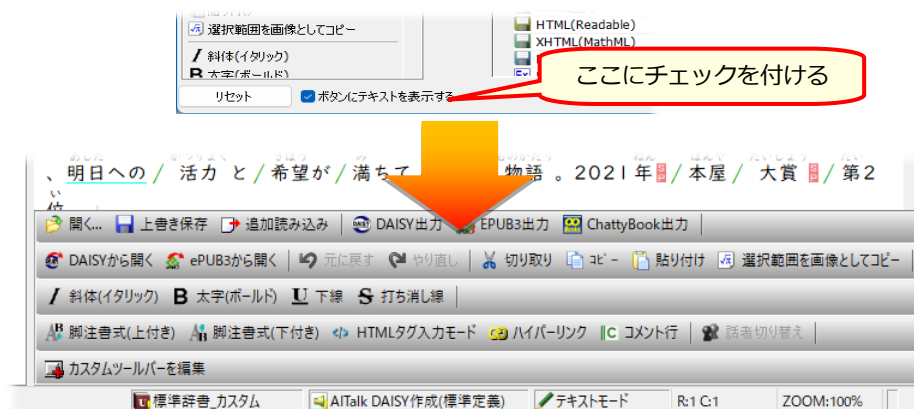 選択範囲を画像としてコピー
斜体(イタリック)
B 太字(ボールド)
リセット
ボタンにテキストを表示する
HTML(Readable)
XHTML(MathML)
ここにチェックを付ける
、明日への / 活力 と / 希望が / 満ちて
物語 。2021 年 / 本屋 / 大賞 / 第2
位
開く... 上書き保存 追加読み込み DAISY出力 EPUB3出力 ChattyBook出力
DAISYから開く ePUB3から開く 元に戻す やり直し 切り取り コピー 貼り付け 選択範囲を画像としてコピー
I 斜体(イタリック) B 太字(ボールド) U 下線 S 打ち消し線
脚注書式(上付き) 脚注書式(下付き) HTMLタグ入力モード ハイパーリンク コメント行 話者切り替え
カスタムツールバーを編集
標準辞書_カスタム AITalk DAISY作成(標準定義) テキストモード R:1 C:1 ZOOM:100%